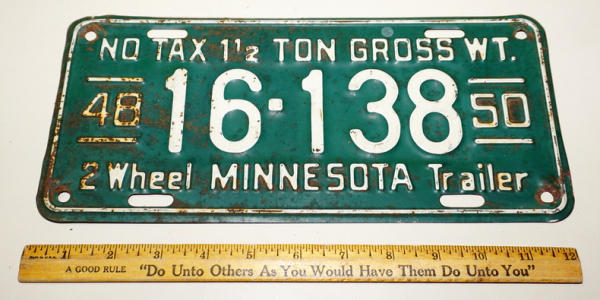 NO TAX 1 1/2 TON GROSS WT.
48 16·138 50
2 Wheel MINNESOTA Trailer
1 2 3 4 5 6 7 8 9 10 11 12
A GOOD RULE "Do Unto Others As You Would Have Them Do Unto You"